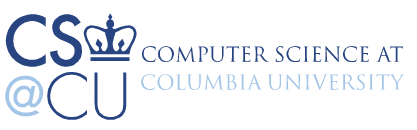 CS
@CU
COMPUTER SCIENCE AT
COLUMBIA UNIVERSITY